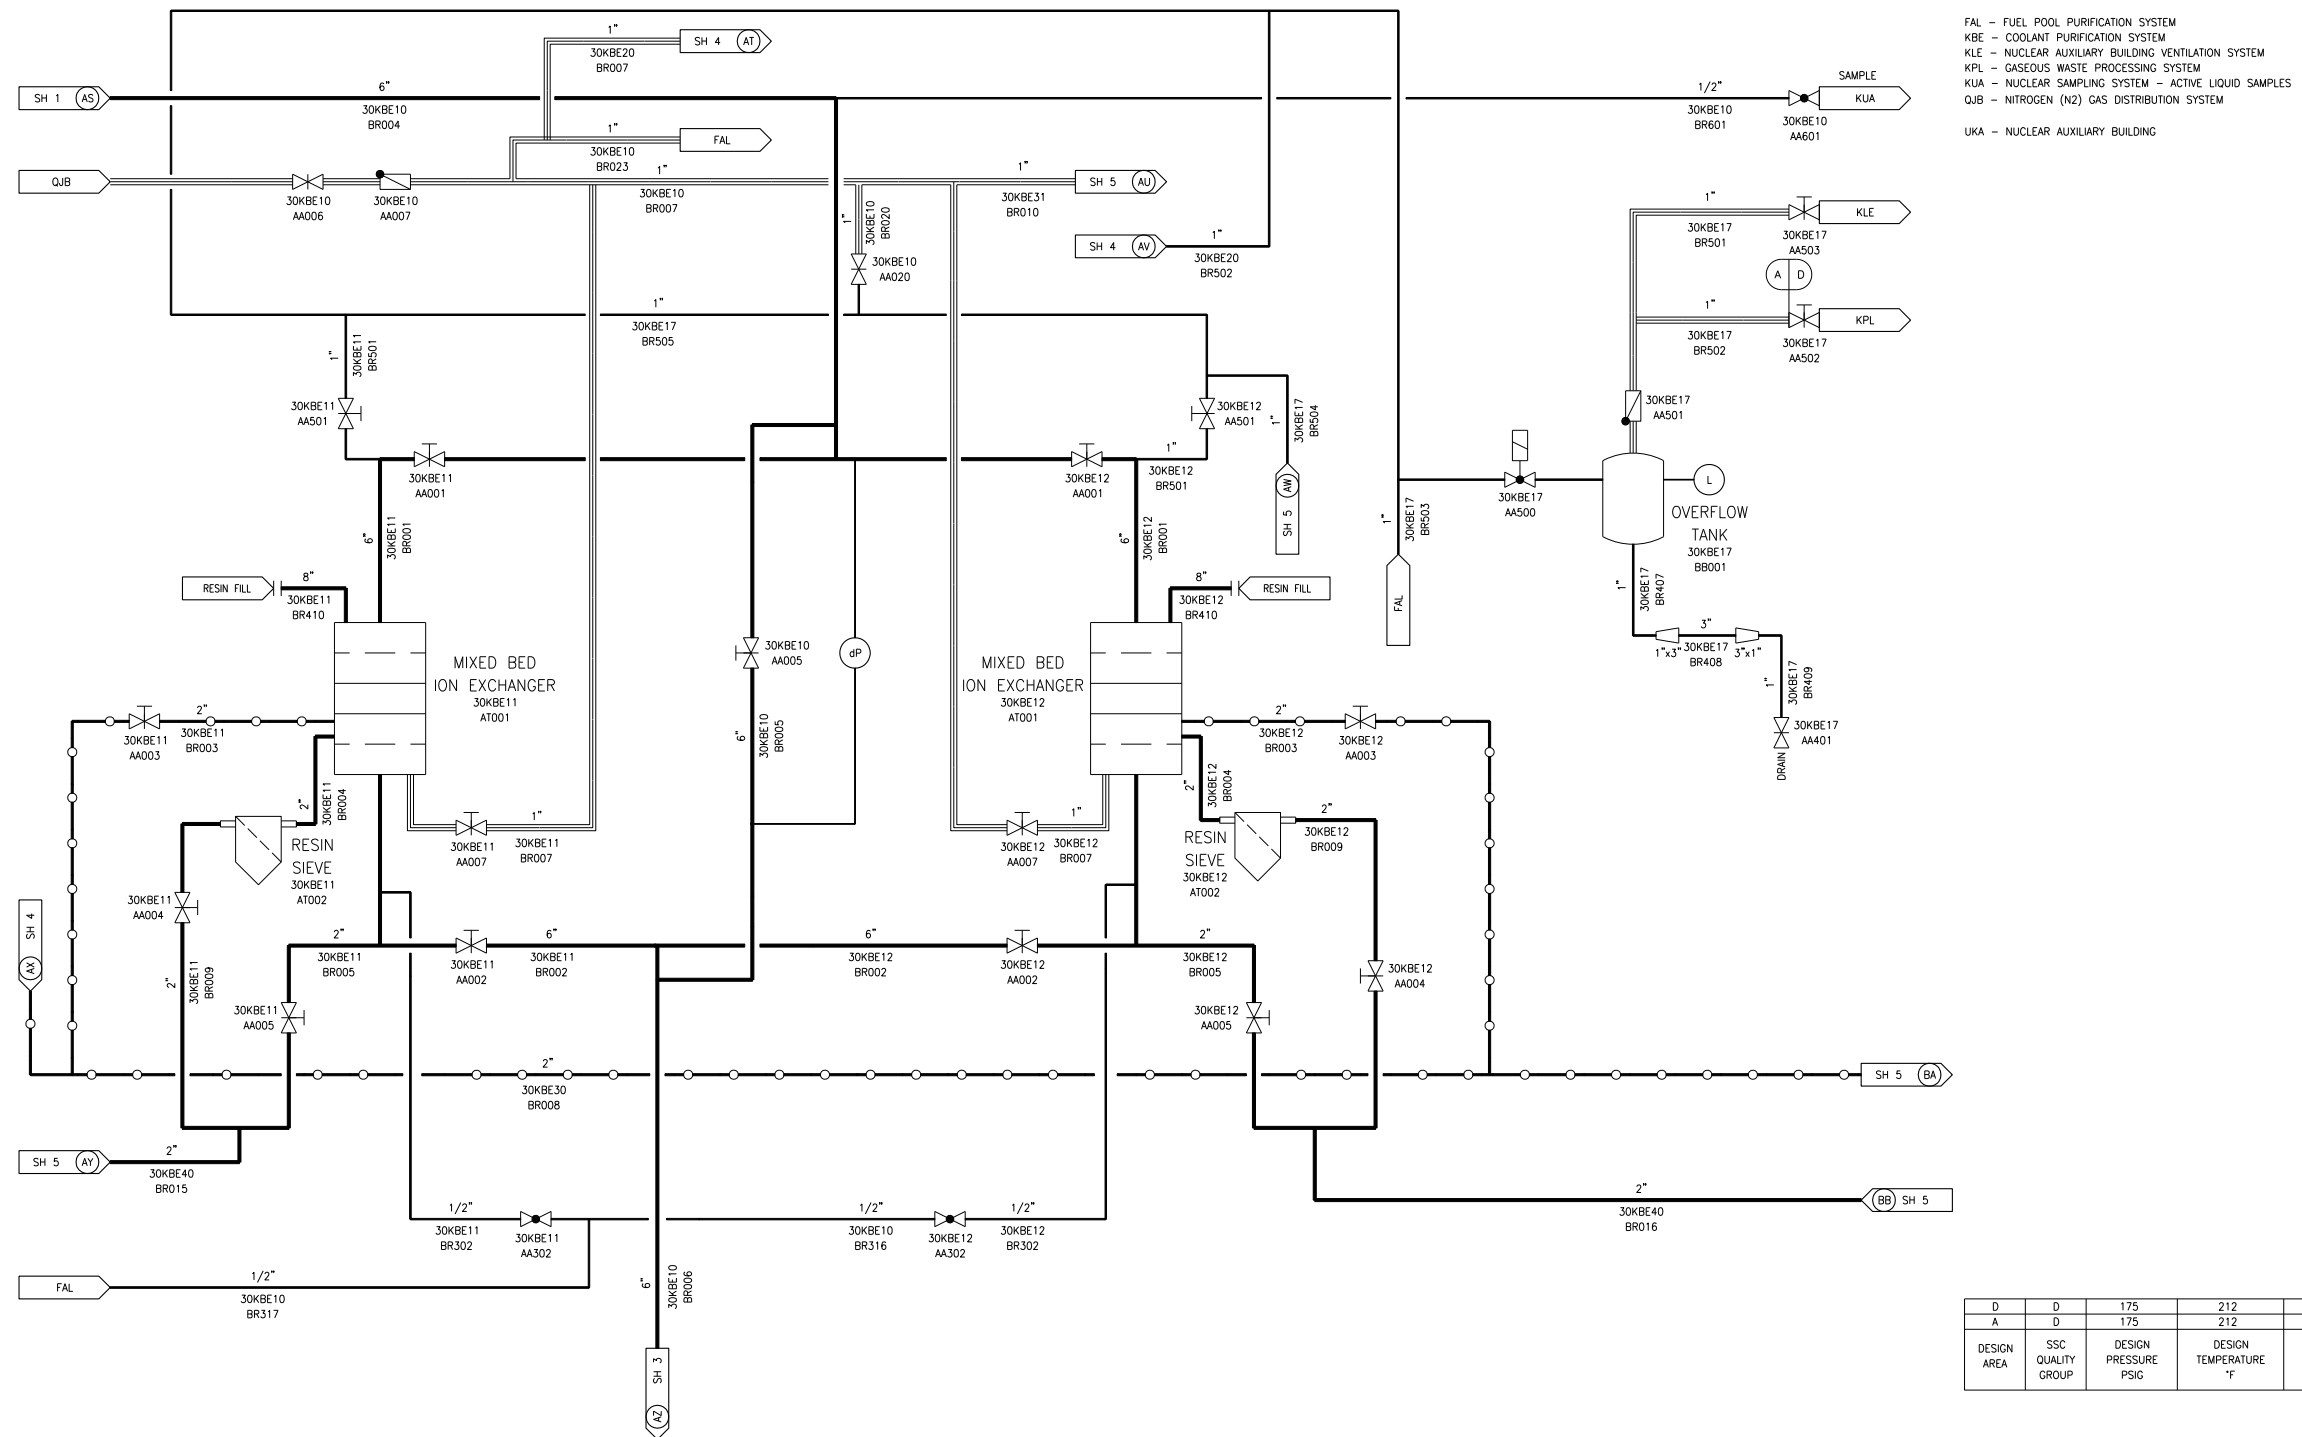 FAL – FUEL POOL PURIFICATION SYSTEM
KBE – COOLANT PURIFICATION SYSTEM
KLE – NUCLEAR AUXILIARY BUILDING VENTILATION SYSTEM
KPL – GASEOUS WASTE PROCESSING SYSTEM
KUA – NUCLEAR SAMPLING SYSTEM – ACTIVE LIQUID SAMPLES
QJB – NITROGEN (N2) GAS DISTRIBUTION SYSTEM
UKA – NUCLEAR AUXILIARY BUILDING
1"
30KBE20
BR007
SH 4 AT
SH 1 AS
6"
30KBE10
BR004
1/2"
30KBE10
BR601
SAMPLE
KUA
30KBE10
AA601
1"
30KBE10
BR023
FAL
QJB
30KBE10
AA006
30KBE10
AA007
1"
30KBE10
BR007
1"
30KBE10
BR020
30KBE10
AA020
1"
30KBE31
BR010
SH 5 AU
SH 4 AV
1"
30KBE20
BR502
1"
30KBE17
BR501
30KBE17
AA503
KLE
A D
1"
30KBE17
BR502
30KBE17
AA502
KPL
1"
30KBE17
BR505
1"
30KBE11
BR501
30KBE11
AA501
30KBE11
AA001
30KBE12
AA001
30KBE12
AA501
1"
30KBE12
BR501
1"
30KBE17
BR504
SH 5 AW
1"
30KBE17
BR503
FAL
30KBE17
AA501
30KBE17
AA500
L
OVERFLOW
TANK
30KBE17
BB001
1"
30KBE17
BR407
1"x3"
3"
30KBE17
BR408
3"x1"
1"
30KBE17
BR409
30KBE17
AA401
DRAIN
6"
30KBE11
BR001
6"
30KBE12
BR001
RESIN FILL
8"
30KBE11
BR410
8"
30KBE12
BR410
RESIN FILL
MIXED BED
ION EXCHANGER
30KBE11
AT001
30KBE10
AA005
dP
MIXED BED
ION EXCHANGER
30KBE12
AT001
6"
30KBE10
BR005
30KBE11
AA003
2"
30KBE11
BR003
2"
30KBE12
BR003
30KBE12
AA003
2"
30KBE11
BR004
2"
30KBE12
BR004
RESIN
SIEVE
30KBE11
AT002
30KBE11
AA007
1"
30KBE11
BR007
30KBE12
AA007
1"
30KBE12
BR007
RESIN
SIEVE
30KBE12
AT002
2"
30KBE12
BR009
30KBE11
AA004
SH 4 AX
2"
30KBE11
BR009
2"
30KBE11
BR005
30KBE11
AA002
6"
30KBE11
BR002
6"
30KBE12
BR002
30KBE12
AA002
2"
30KBE12
BR005
30KBE12
AA004
30KBE11
AA005
30KBE12
AA005
2"
30KBE30
BR008
SH 5 BA
SH 5 AY
2"
30KBE40
BR015
2"
30KBE40
BR016
BB SH 5
1/2"
30KBE11
BR302
30KBE11
AA302
1/2"
30KBE10
BR316
30KBE12
AA302
1/2"
30KBE12
BR302
FAL
1/2"
30KBE10
BR317
6"
30KBE10
BR006
SH 3 AZ
D D 175 212
A D 175 212
DESIGN
AREA
SSC
QUALITY
GROUP
DESIGN
PRESSURE
PSIG
DESIGN
TEMPERATURE
°F